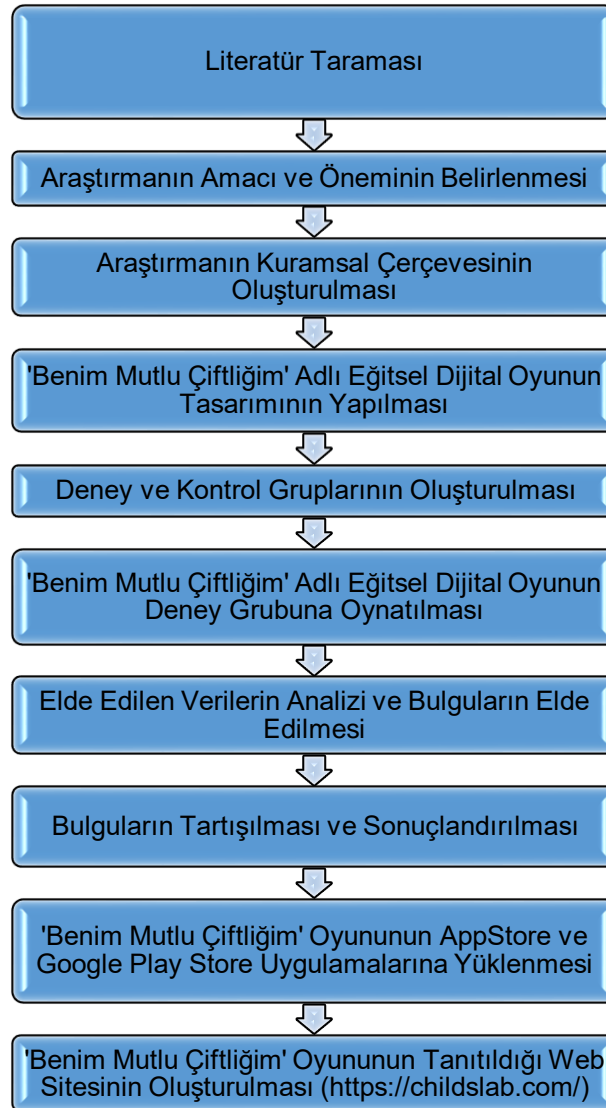 Literatür Taraması
Araştırmanın Amacı ve Öneminin Belirlenmesi
Araştırmanın Kuramsal Çerçevesinin
Oluşturulması
'Benim Mutlu Çiftliğim' Adlı Eğitsel Dijital Oyunun
Tasarımının Yapılması
Deney ve Kontrol Gruplarının Oluşturulması
'Benim Mutlu Çiftliğim' Adlı Eğitsel Dijital Oyunun
Deney Grubuna Oynatılması
Elde Edilen Verilerin Analizi ve Bulguların Elde
Edilmesi
Bulguların Tartışılması ve Sonuçlandırılması
'Benim Mutlu Çiftliğim' Oyununun AppStore ve
Google Play Store Uygulamalarına Yüklenmesi
'Benim Mutlu Çiftliğim' Oyununun Tanıtıldığı Web
Sitesinin Oluşturulması (https://childslab.com/)